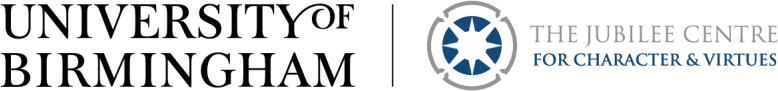 UNIVERSITY OF
BIRMINGHAM
THE JUBILEE CENTRE
FOR CHARACTER & VIRTUES